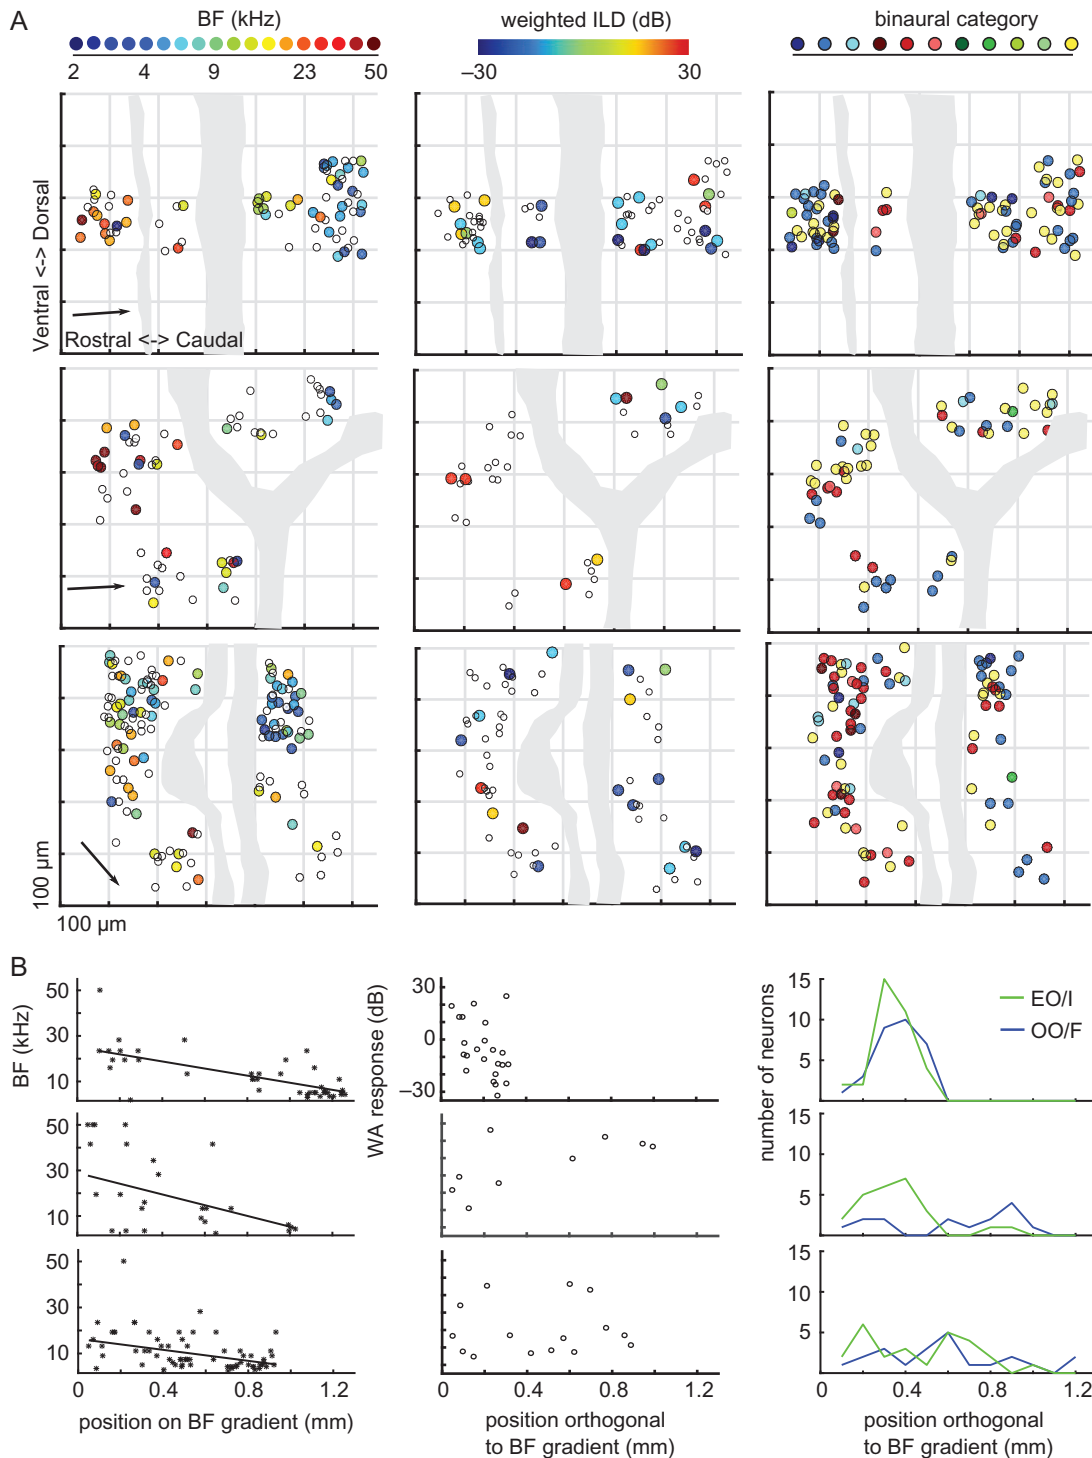 A
BF (kHz)
weighted ILD (dB)
binaural category
2 4 9 23 50
–30 30
Ventral <-> Dorsal
Rostral <-> Caudal
100 µm
100 µm
B
BF (kHz)
50
30
10
50
30
10
50
30
10
0 0.4 0.8 1.2
position on BF gradient (mm)
WA response (dB)
30
0
–30
0 0.4 0.8 1.2
position orthogonal
to BF gradient (mm)
number of neurons
15
10
5
15
10
5
15
10
5
EO/I
OO/F
0 0.4 0.8 1.2
position orthogonal
to BF gradient (mm)